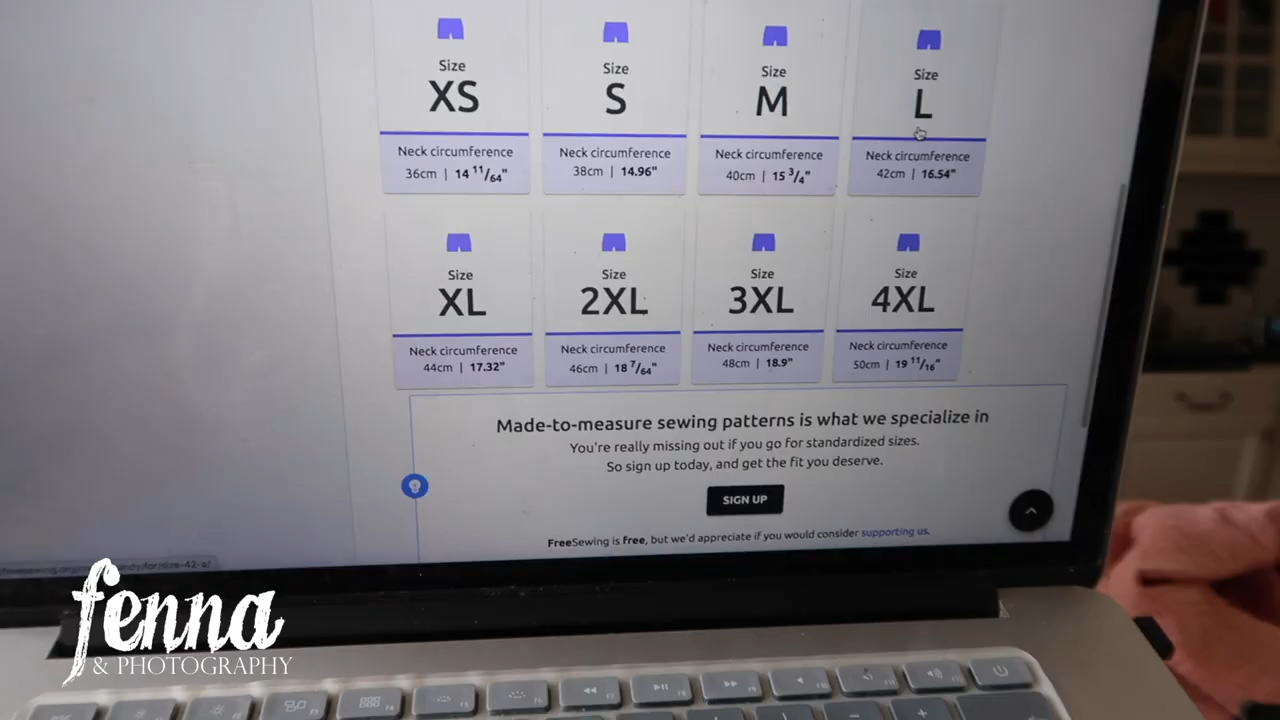 Size
XS
Neck circumference
36cm | 14 11/64"
Size
S
Neck circumference
38cm | 14.96"
Size
M
Neck circumference
40cm | 15 3/4"
Size
L
Neck circumference
42cm | 16.54"
Size
XL
Neck circumference
44cm | 17.32"
Size
2XL
Neck circumference
46cm | 18 7/64"
Size
3XL
Neck circumference
48cm | 18.9"
Size
4XL
Neck circumference
50cm | 19 11/16"
Made-to-measure sewing patterns is what we specialize in
You're really missing out if you go for standardized sizes.
So sign up today, and get the fit you deserve.
SIGN UP
FreeSewing is free, but we'd appreciate if you would consider supporting us.
fenna
& PHOTOGRAPHY